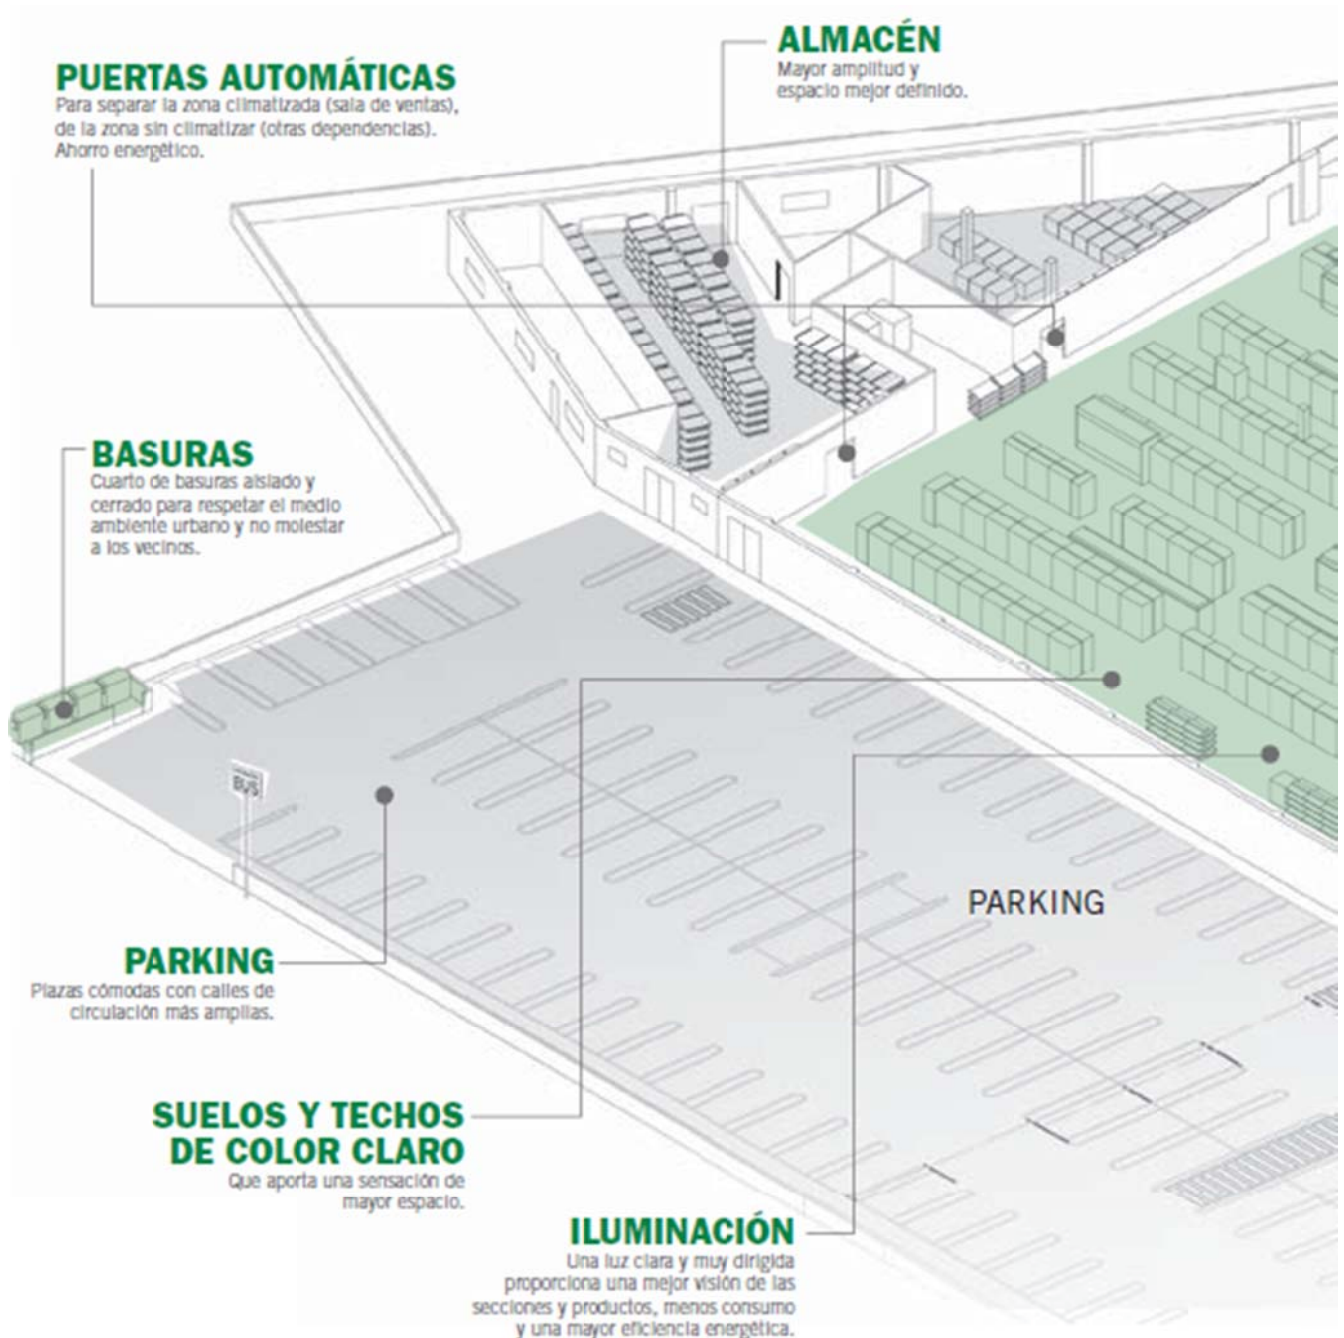 ALMACÉN
Mayor amplitud y
espacio mejor definido.
PUERTAS AUTOMÁTICAS
Para separar la zona climatizada (sala de ventas),
de la zona sin climatizar (otras dependencias).
Ahorro energético.
BASURAS
Cuarto de basuras aislado y
cerrado para respetar el medio
ambiente urbano y no molestar
a los vecinos.
BUS
PARKING
PARKING
Plazas cómodas con calles de
circulación más amplias.
SUELOS Y TECHOS
DE COLOR CLARO
Que aporta una sensación de
mayor espacio.
ILUMINACIÓN
Una luz clara y muy dirigida
proporciona una mejor visión de las
secciones y productos, menos consumo
y una mayor eficiencia energética.